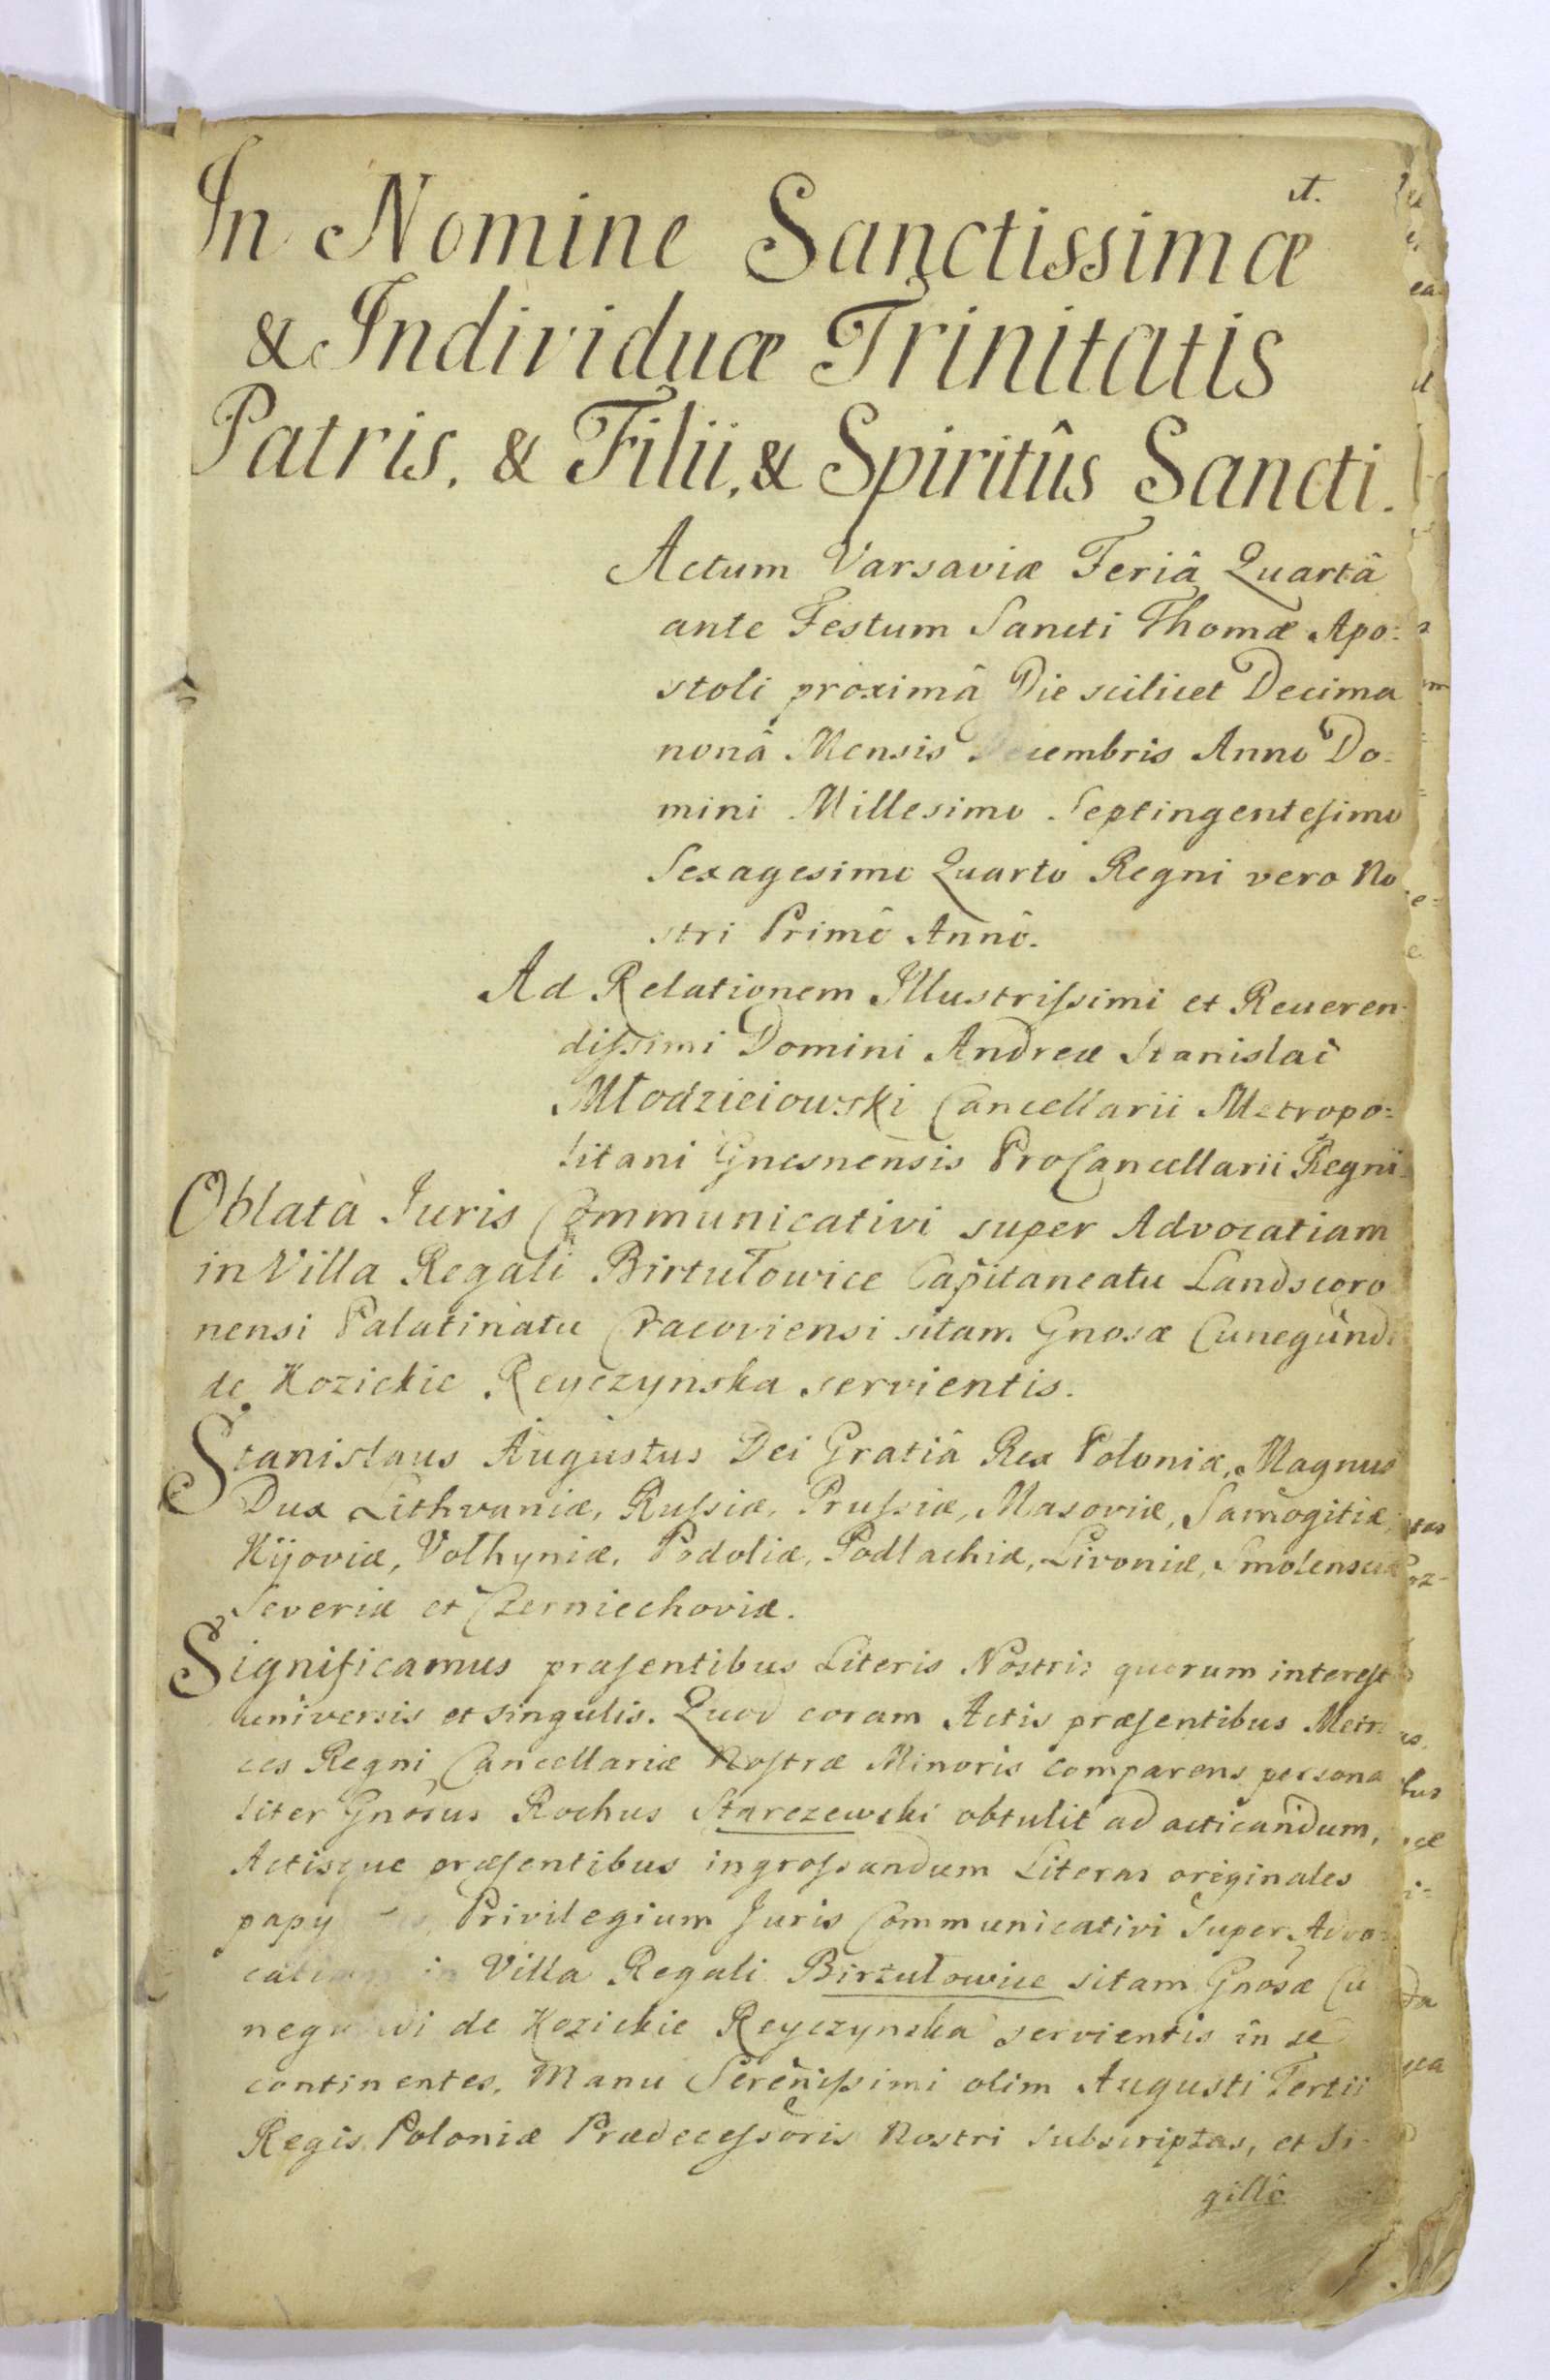 1.
In Nomine Sanctissimæ
& Individuæ Trinitatis
Patris, & Filii, & Spiritûs Sancti.
Actum Varsaviæ Feriâ Quartâ
ante Festum Sancti Thomæ Apo:
stoli proximâ Die scilicet Decima
nonâ Mensis Decembris Anno Do-
mini Millesimo Septingentesimo
Sexagesimo Quarto Regni vero No
stri Primô Annô.
Ad Relationem Illustrissimi et Reueren-
dissimi Domini Andreæ Stanislai
Młodzieiowski Cancellarii Metropo:
litani Gnesnensis ProCancellarii Regni
Oblata Iuris Communicativi super Advocatiam
in Villa Regali Birtułowice Capitaneatu Landscoro
nensi Palatinatu Cracoviensi sitam Gnosæ Cunegund
de Kozickie Reyczynska servientis.
Stanislaus Augustus Dei Gratiâ Rex Poloniæ, Magnus
Dux Lithvaniæ, Russiæ, Prussiæ, Masoviæ, Samogitiæ,
Kijoviæ, Volhyniæ, Podoliæ, Podlachiæ, Livoniæ, Smolensciæ
Severiæ et Czerniechoviæ.
Significamus præsentibus Literis Nostris quorum interest
universis et singulis. Quod coram Actis præsentibus Metri
ces Regni Cancellariæ Nostræ Minoris comparens persona
liter Gnosus Rochus Starczewski obtulit ad acticandum,
Actisque præsentibus ingrossandum Literas originales
papy Privilegium Juris Communicativi super Advo:
catiam in Villa Regali Birtułowice sitam Gnosæ Cu
negundi de Kozickie Reyczynska servientis in se
continentes, Manu Serenissimi olim Augusti Tertii
Regis Poloniæ Prædecessoris Nostri subscriptas, et Si-
gillô